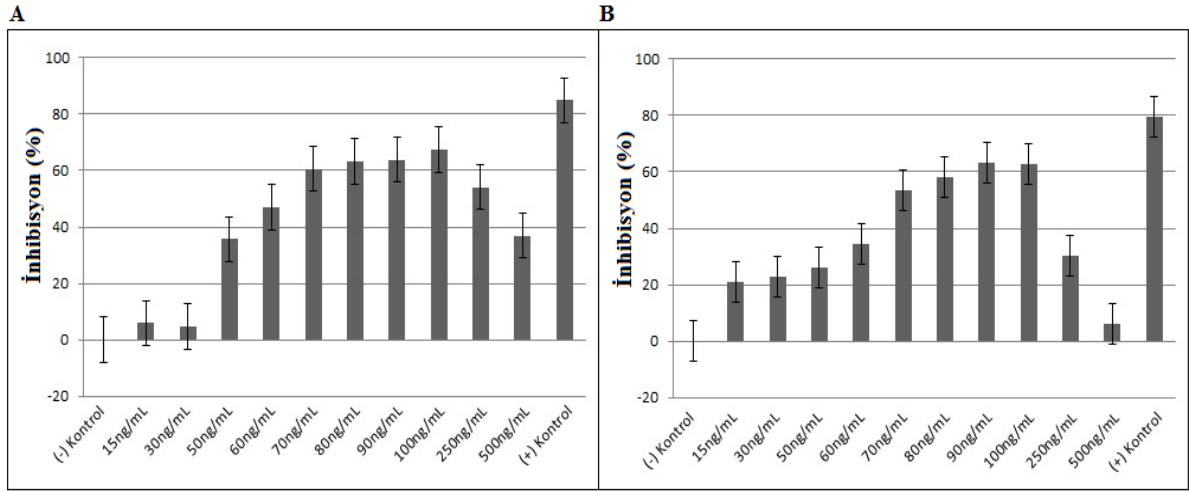 A
B
100
80
60
40
20
0
-20
İnhibisyon (%)
(-) Kontrol
15ng/mL
30ng/mL
50ng/mL
60ng/mL
70ng/mL
80ng/mL
90ng/mL
100ng/mL
250ng/mL
500ng/mL
(+) Kontrol
100
80
60
40
20
0
-20
İnhibisyon (%)
(-) Kontrol
15ng/mL
30ng/mL
50ng/mL
60ng/mL
70ng/mL
80ng/mL
90ng/mL
100ng/mL
250ng/mL
500ng/mL
(+) Kontrol